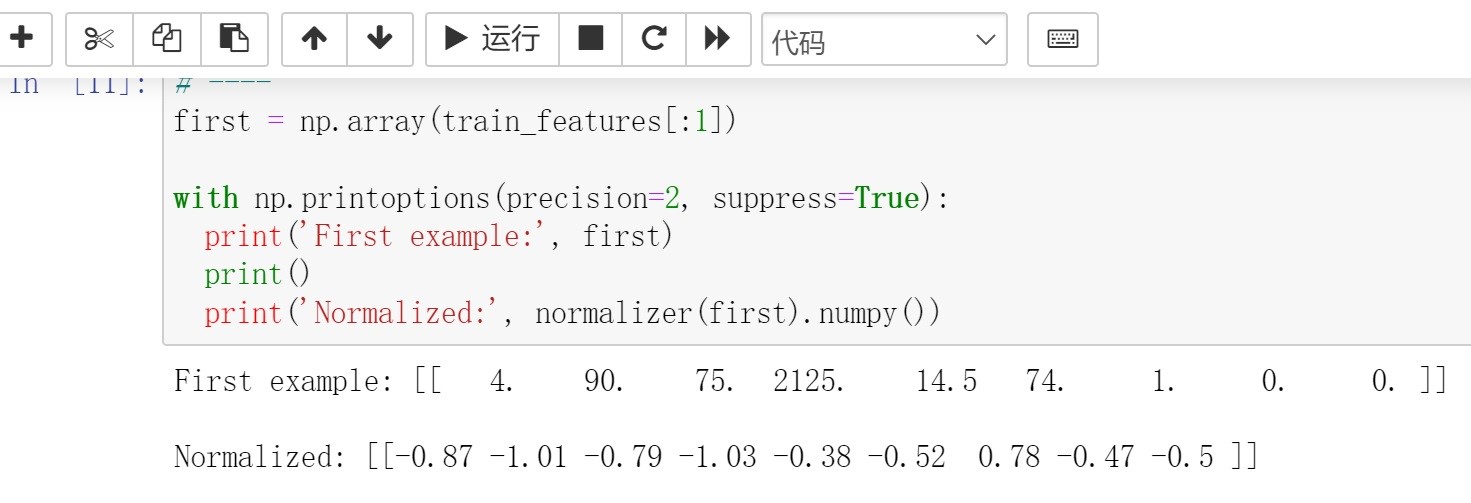 运行 代码
In [11]: # ----
first = np.array(train_features[:1])
with np.printoptions(precision=2, suppress=True):
print('First example:', first)
print()
print('Normalized:', normalizer(first).numpy())
First example: [[ 4. 90. 75. 2125. 14.5 74. 1. 0. 0. ]]
Normalized: [[-0.87 -1.01 -0.79 -1.03 -0.38 -0.52 0.78 -0.47 -0.5 ]]